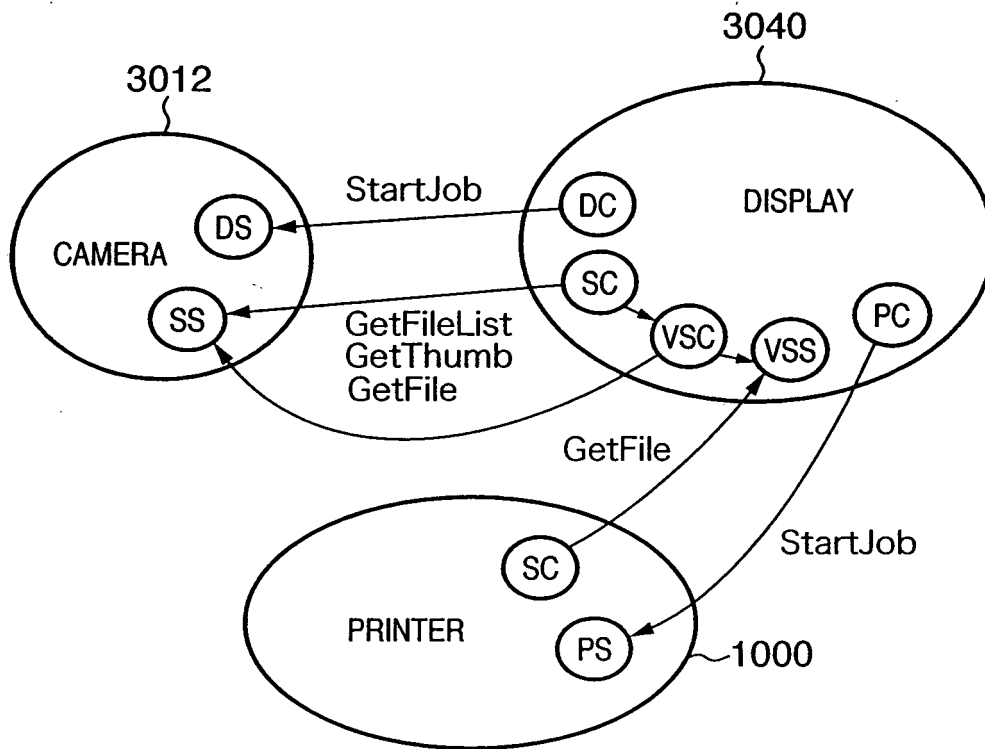 3040
3012
StartJob
DC
DISPLAY
DS
CAMERA
SC
SS
GetFileList
GetThumb
GetFile
VSC
VSS
PC
GetFile
StartJob
SC
PRINTER
PS
1000